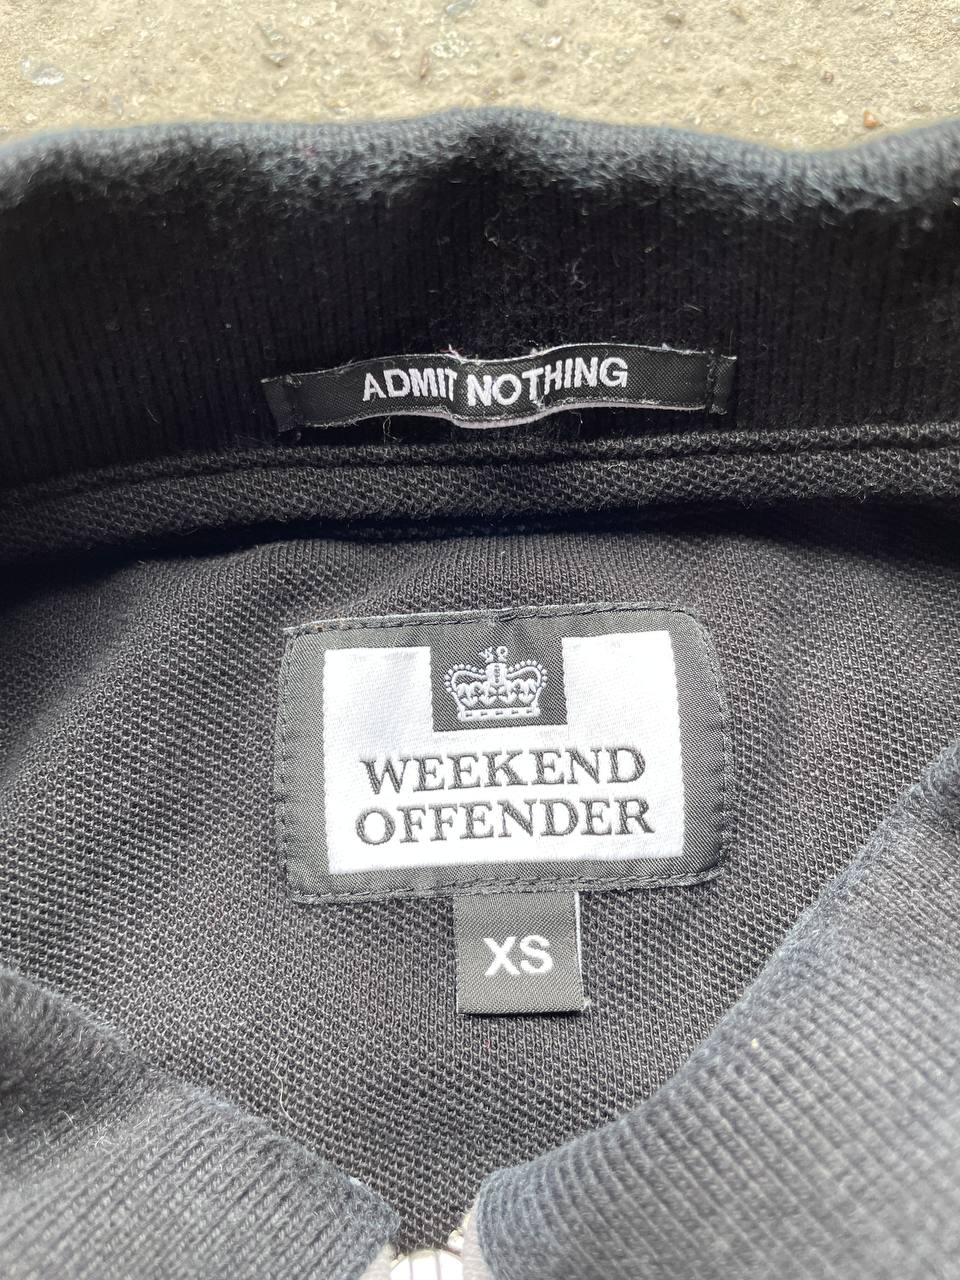 ADMIT NOTHING
WEEKEND
OFFENDER
XS